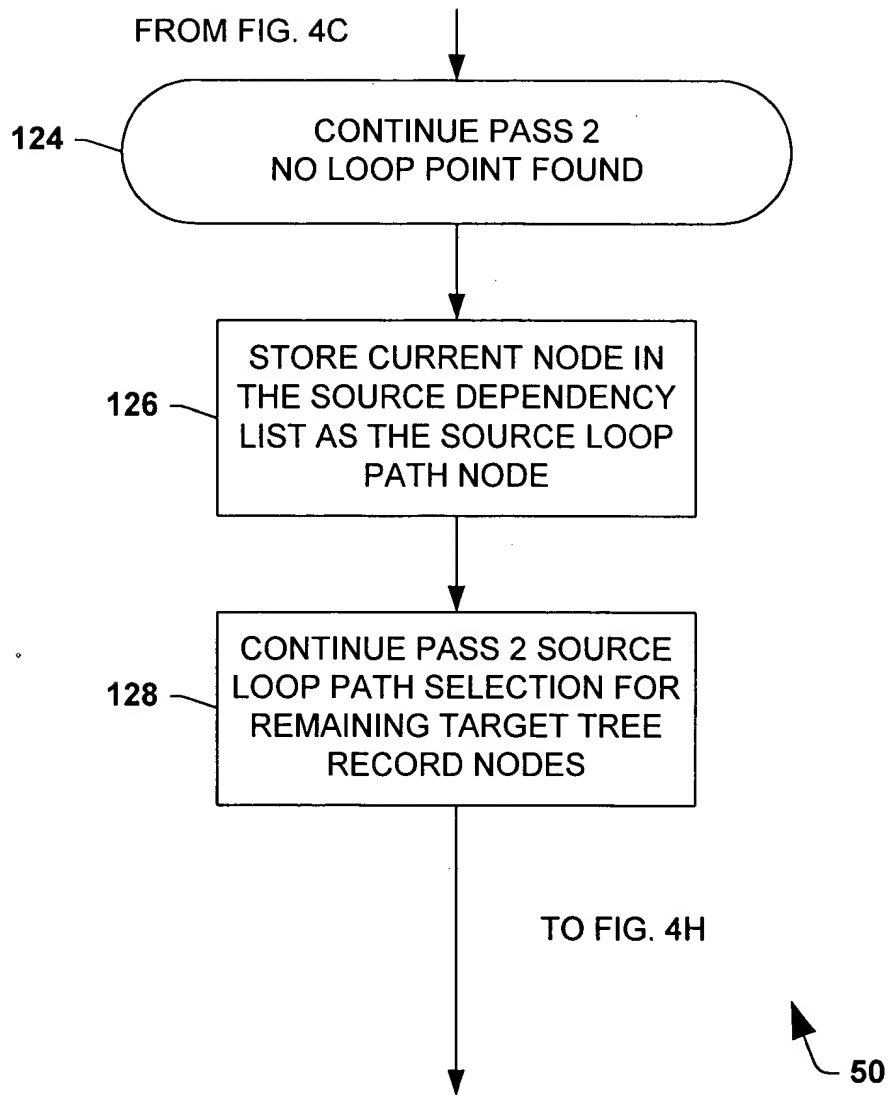 FROM FIG. 4C
124
CONTINUE PASS 2
NO LOOP POINT FOUND
126
STORE CURRENT NODE IN
THE SOURCE DEPENDENCY
LIST AS THE SOURCE LOOP
PATH NODE
128
CONTINUE PASS 2 SOURCE
LOOP PATH SELECTION FOR
REMAINING TARGET TREE
RECORD NODES
TO FIG. 4H
50